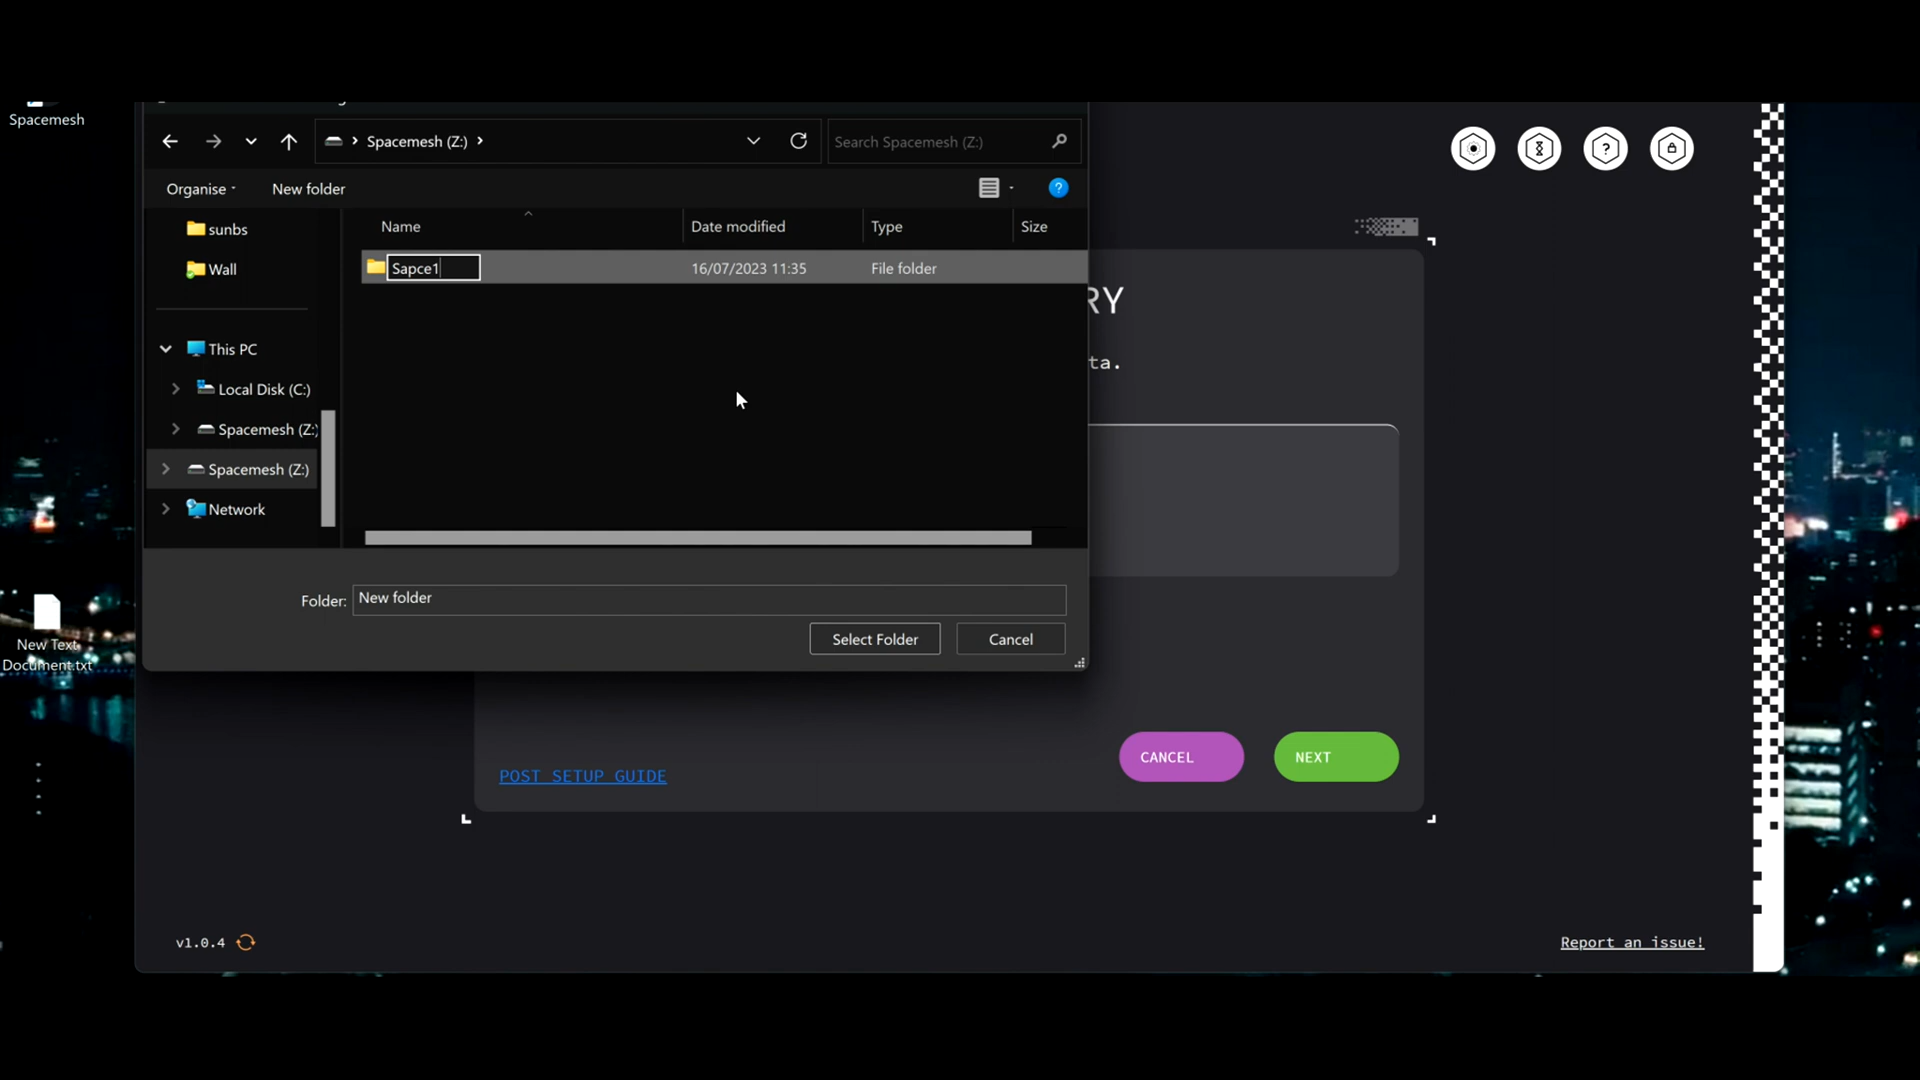 Spacemesh
Spacemesh (Z:)
Search Spacemesh (Z:)
Organise
New folder
Name
Date modified
Type
Size
sunbs
Sapce1
16/07/2023 11:35
File folder
Wall
RY
This PC
ta.
Local Disk (C:)
Spacemesh (Z:)
Spacemesh (Z:)
Network
Folder:
New folder
Select Folder
Cancel
New Text
Document.txt
CANCEL
NEXT
POST SETUP GUIDE
v1.0.4
Report an issue!